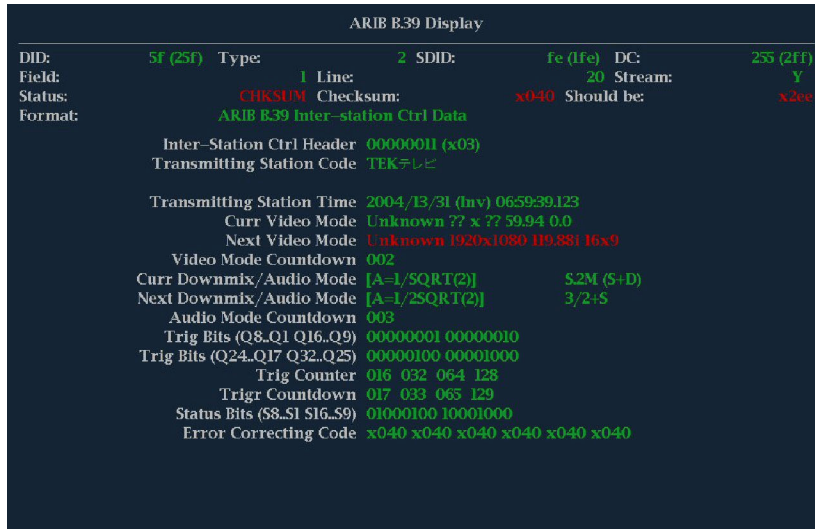 ARIB B.39 Display
DID: 5f (25f) Type: 2 SDID: fe (1fe) DC: 255 (2ff)
Field: 1 Line: 20 Stream: Y
Status: CHKSUM Checksum: x040 Should be: x2ee
Format: ARIB B.39 Inter-station Ctrl Data
Inter-Station Ctrl Header 00000011 (x03)
Transmitting Station Code TEKテレビ
Transmitting Station Time 2004/13/31 (Inv) 06:59:39.123
Curr Video Mode Unknown ?? x ?? 59.94 0.0
Next Video Mode Unknown 1920x1080 119.881 16x9
Video Mode Countdown 002
Curr Downmix/Audio Mode [A=1/SQRT(2)] S.2M (S+D)
Next Downmix/Audio Mode [A=1/2SQRT(2)] 3/2+S
Audio Mode Countdown 003
Trig Bits (Q8..Q1 Q16..Q9) 00000001 00000010
Trig Bits (Q24..Q17 Q32..Q25) 00000100 00001000
Trig Counter 016 032 064 128
Trigr Countdown 017 033 065 129
Status Bits (S8..S1 S16..S9) 01000100 10001000
Error Correcting Code x040 x040 x040 x040 x040 x040